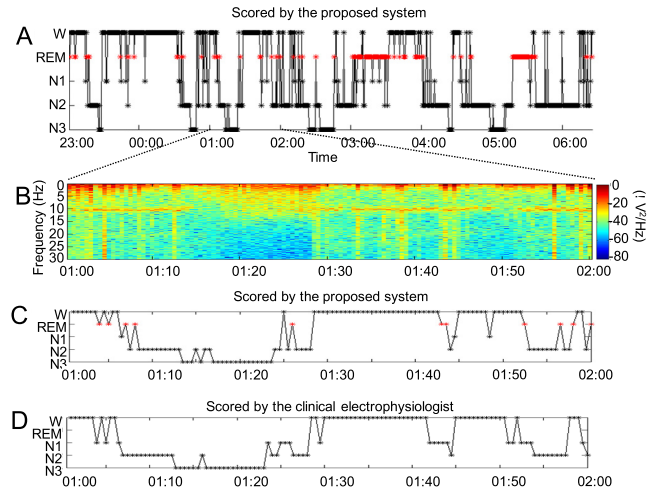 Scored by the proposed system
A
W
REM
N1
N2
N3
23:00 00:00 01:00 02:00 03:00 04:00 05:00 06:00
Time
B
Frequency (Hz)
0
5
10
15
20
25
30
01:00 01:10 01:20 01:30 01:40 01:50 02:00
0
-20
-40
-60
-80
(! V²/Hz)
Scored by the proposed system
C
W
REM
N1
N2
N3
01:00 01:10 01:20 01:30 01:40 01:50 02:00
Scored by the clinical electrophysiologist
D
W
REM
N1
N2
N3
01:00 01:10 01:20 01:30 01:40 01:50 02:00